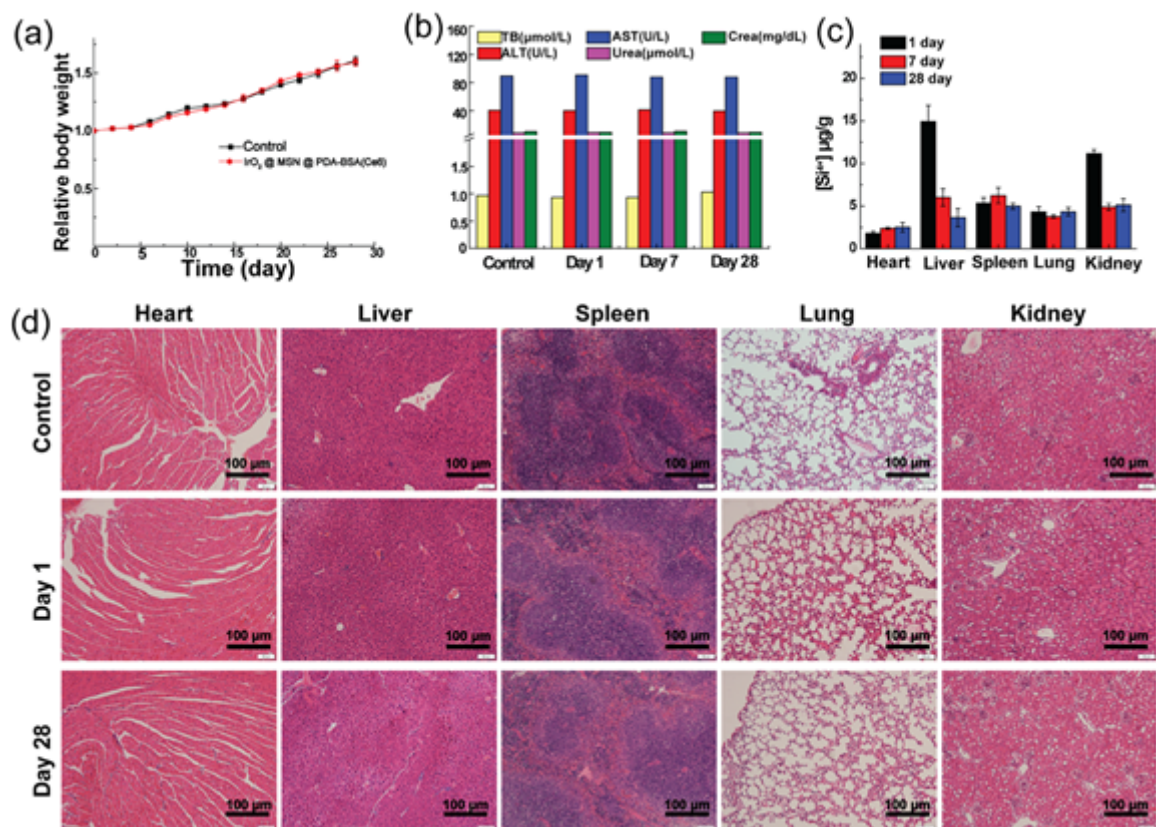 (a)
Relative body weight
1.5
1.0
0.5
0 5 10 15 20 25 30
Time (day)
Control
IrO₂ @ MSN @ PDA-BSA(Ce6)
(b)
TB(μmol/L) AST(U/L) Crea(mg/dL)
ALT(U/L) Urea(μmol/L)
160
120
80
40
1.5
1.0
0.5
0.0
Control Day 1 Day 7 Day 28
(c)
1 day
7 day
28 day
[Si⁴⁺] μg/g
20
15
10
5
0
Heart Liver Spleen Lung Kidney
(d)
Heart Liver Spleen Lung Kidney
Control
100 μm 100 μm 100 μm 100 μm 100 μm
Day 1
100 μm 100 μm 100 μm 100 μm 100 μm
Day 28
100 μm 100 μm 100 μm 100 μm 100 μm